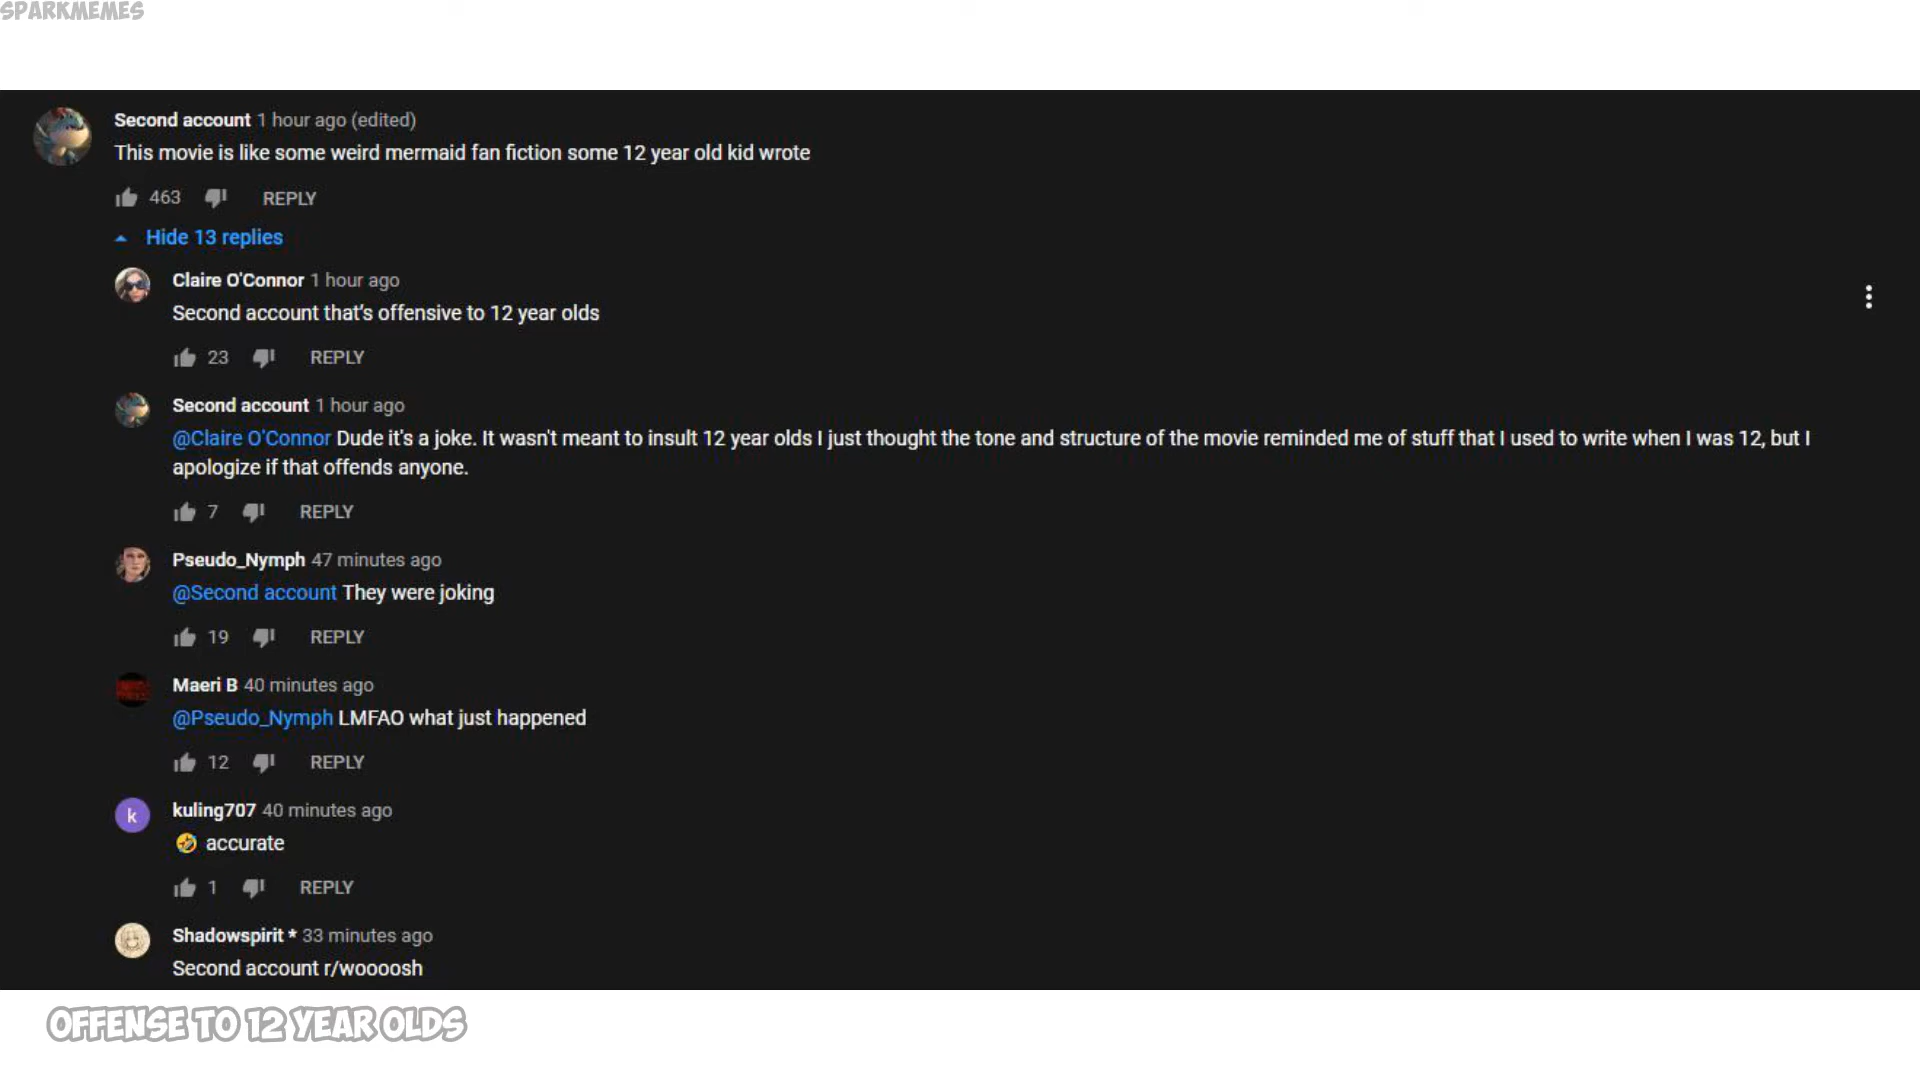 SPARKMEMES
Second account 1 hour ago (edited)
This movie is like some weird mermaid fan fiction some 12 year old kid wrote
463 REPLY
Hide 13 replies
Claire O'Connor 1 hour ago
Second account that's offensive to 12 year olds
23 REPLY
Second account 1 hour ago
@Claire O'Connor Dude it's a joke. It wasn't meant to insult 12 year olds I just thought the tone and structure of the movie reminded me of stuff that I used to write when I was 12, but I
apologize if that offends anyone.
7 REPLY
Pseudo_Nymph 47 minutes ago
@Second account They were joking
19 REPLY
Maeri B 40 minutes ago
@Pseudo_Nymph LMFAO what just happened
12 REPLY
k kuling707 40 minutes ago
🤣 accurate
1 REPLY
Shadowspirit * 33 minutes ago
Second account r/woooosh
OFFENSE TO 12 YEAR OLDS